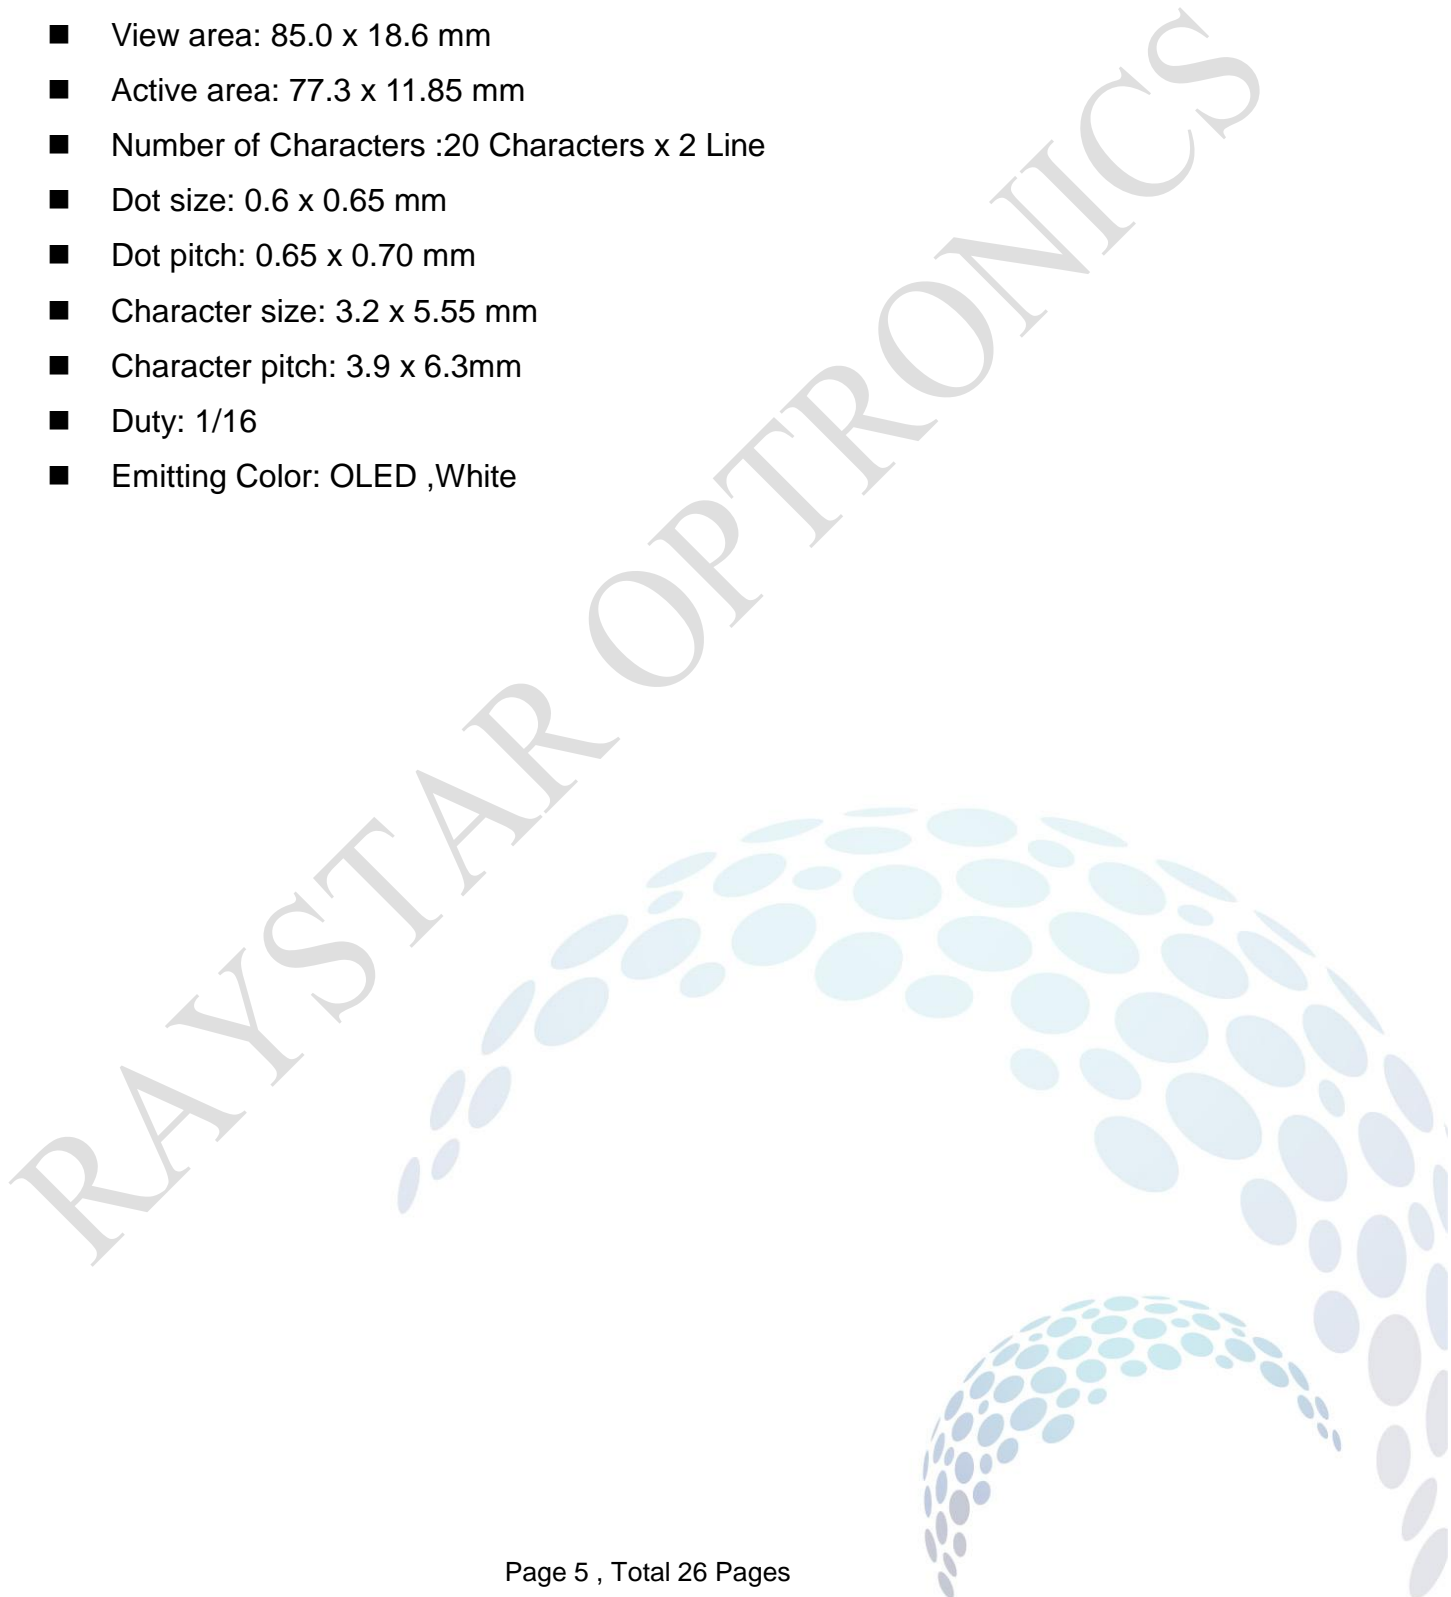 ■ View area: 85.0 x 18.6 mm
■ Active area: 77.3 x 11.85 mm
■ Number of Characters :20 Characters x 2 Line
■ Dot size: 0.6 x 0.65 mm
■ Dot pitch: 0.65 x 0.70 mm
■ Character size: 3.2 x 5.55 mm
■ Character pitch: 3.9 x 6.3mm
■ Duty: 1/16
■ Emitting Color: OLED ,White
RAYSTAR OPTRONICS
Page 5 , Total 26 Pages